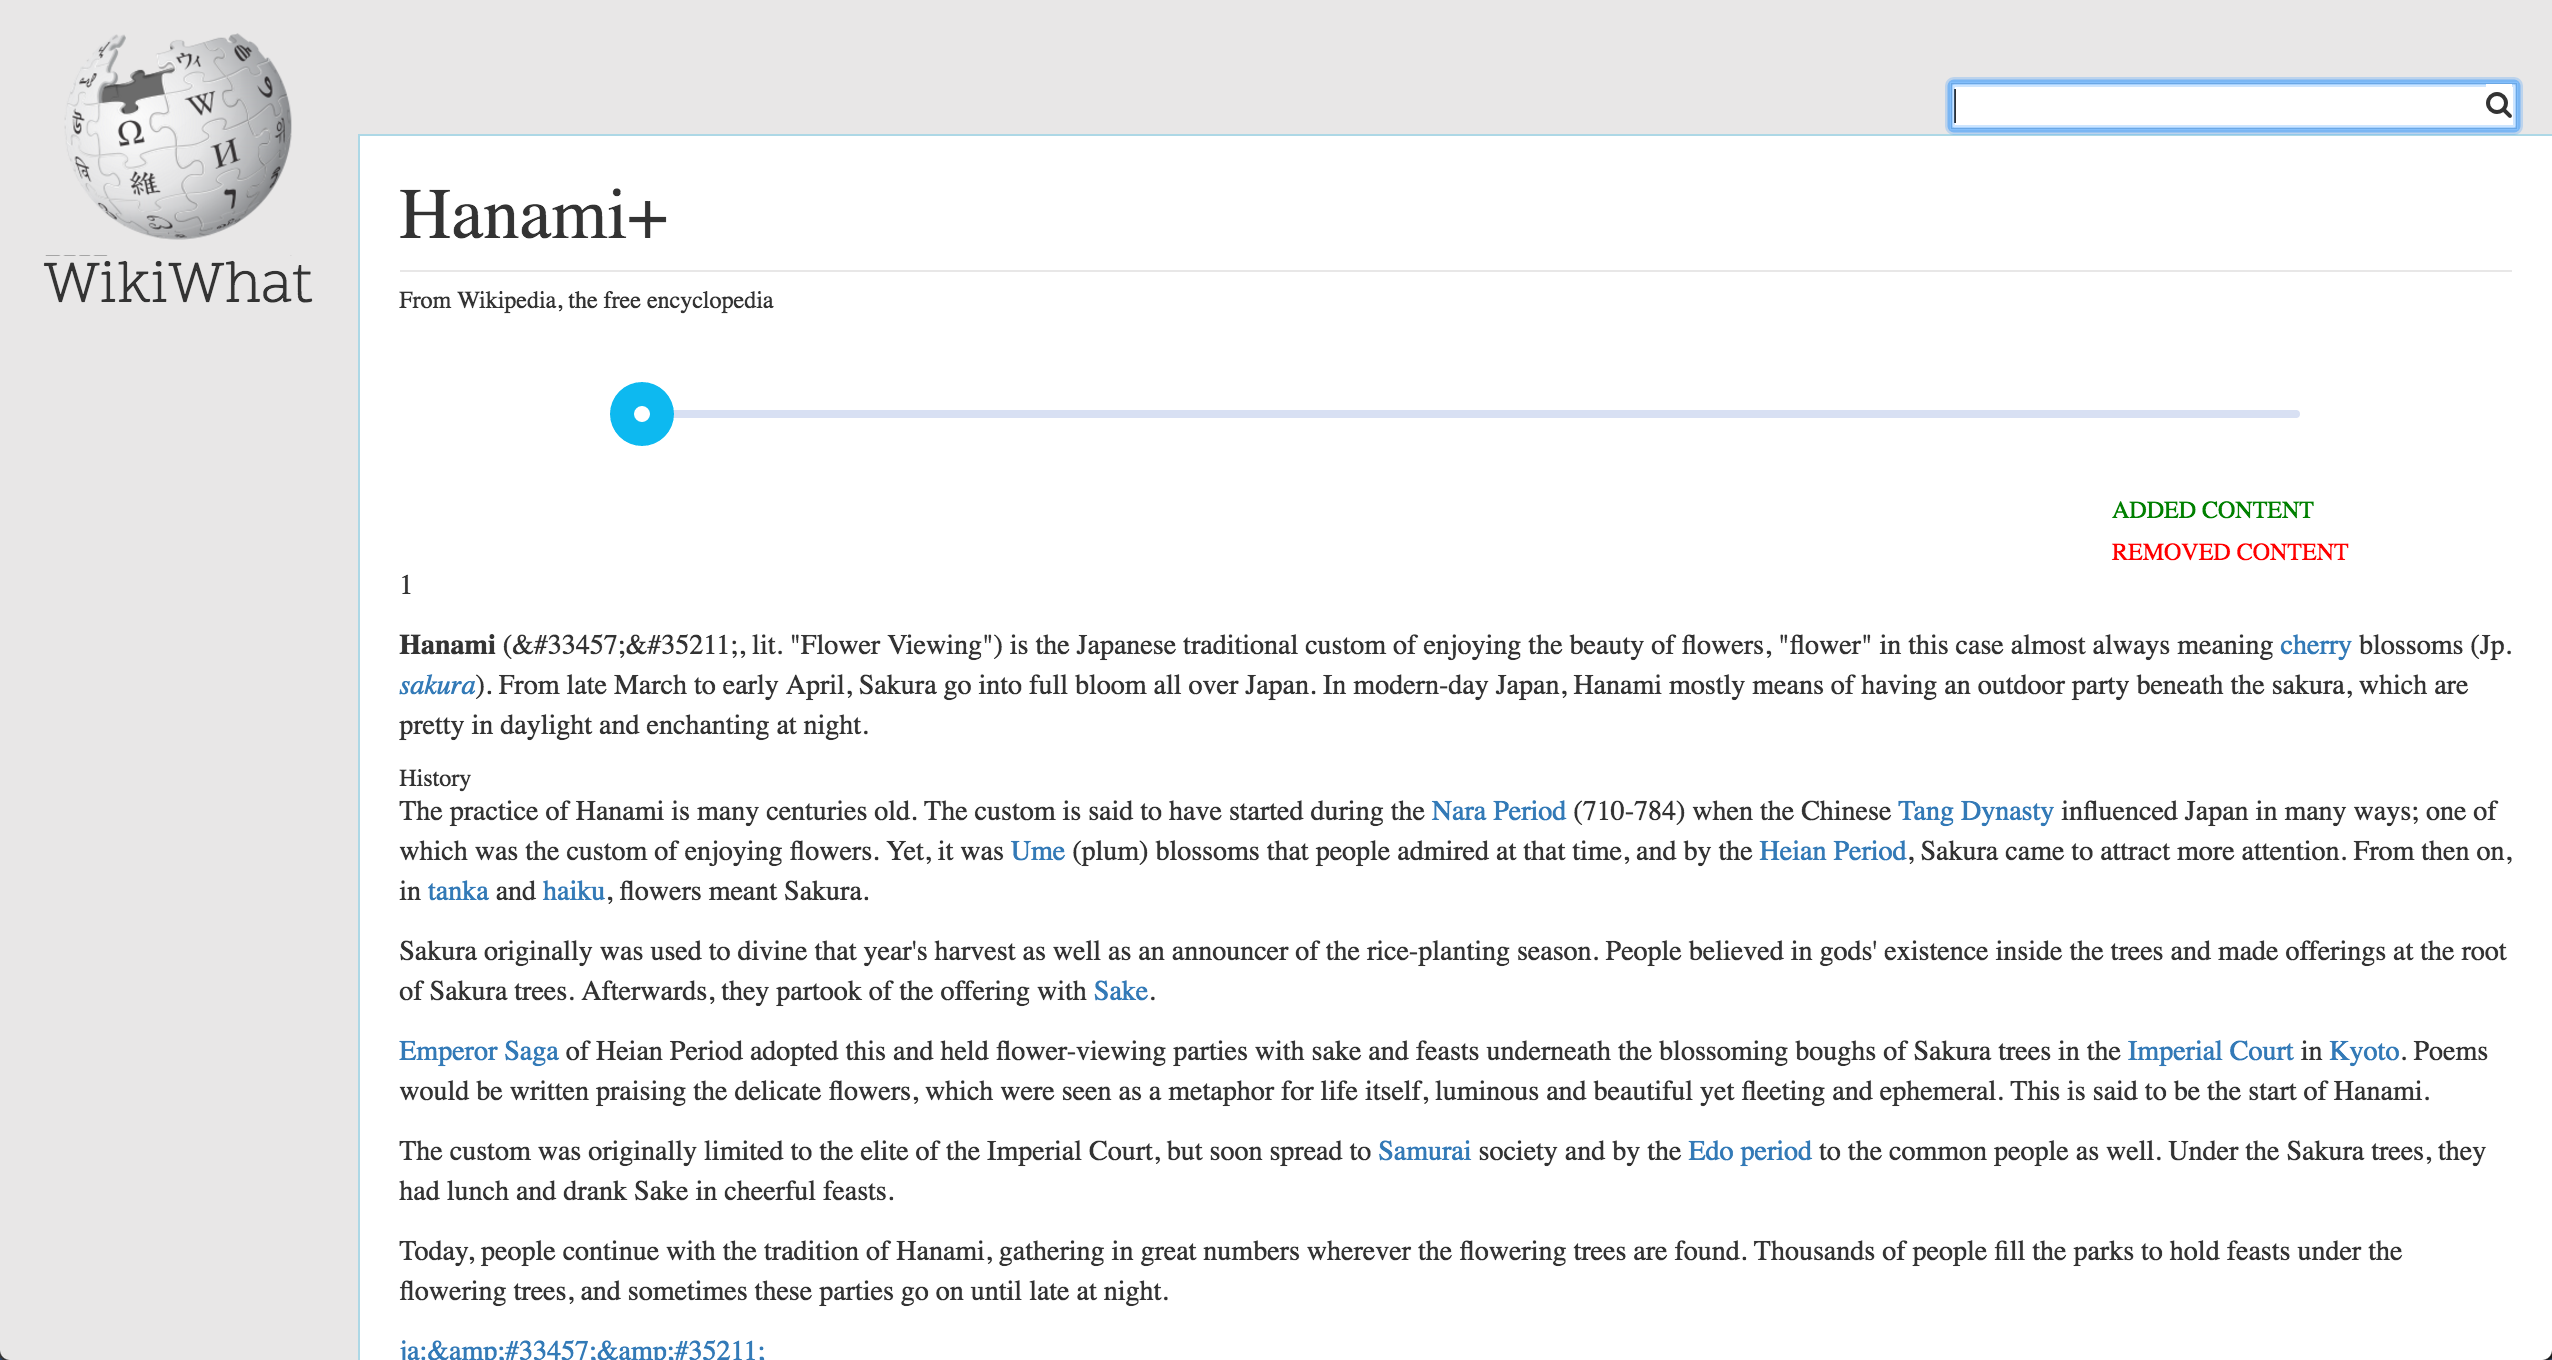 WikiWhat
Hanami+
From Wikipedia, the free encyclopedia
ADDED CONTENT
REMOVED CONTENT
1
Hanami (&#33457;&#35211;, lit. "Flower Viewing") is the Japanese traditional custom of enjoying the beauty of flowers, "flower" in this case almost always meaning cherry blossoms (Jp.
sakura). From late March to early April, Sakura go into full bloom all over Japan. In modern-day Japan, Hanami mostly means of having an outdoor party beneath the sakura, which are
pretty in daylight and enchanting at night.
History
The practice of Hanami is many centuries old. The custom is said to have started during the Nara Period (710-784) when the Chinese Tang Dynasty influenced Japan in many ways; one of
which was the custom of enjoying flowers. Yet, it was Ume (plum) blossoms that people admired at that time, and by the Heian Period, Sakura came to attract more attention. From then on,
in tanka and haiku, flowers meant Sakura.
Sakura originally was used to divine that year's harvest as well as an announcer of the rice-planting season. People believed in gods' existence inside the trees and made offerings at the root
of Sakura trees. Afterwards, they partook of the offering with Sake.
Emperor Saga of Heian Period adopted this and held flower-viewing parties with sake and feasts underneath the blossoming boughs of Sakura trees in the Imperial Court in Kyoto. Poems
would be written praising the delicate flowers, which were seen as a metaphor for life itself, luminous and beautiful yet fleeting and ephemeral. This is said to be the start of Hanami.
The custom was originally limited to the elite of the Imperial Court, but soon spread to Samurai society and by the Edo period to the common people as well. Under the Sakura trees, they
had lunch and drank Sake in cheerful feasts.
Today, people continue with the tradition of Hanami, gathering in great numbers wherever the flowering trees are found. Thousands of people fill the parks to hold feasts under the
flowering trees, and sometimes these parties go on until late at night.
ja:&amp;#33457;&amp;#35211;